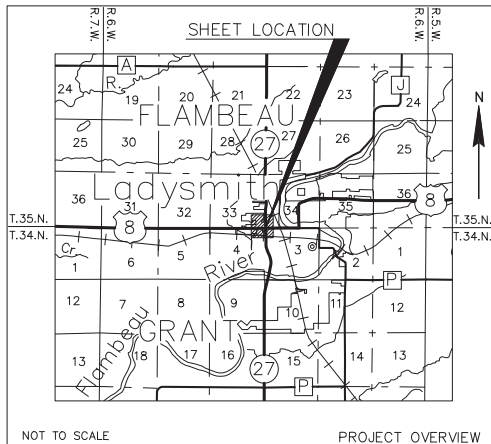 R.7.W.
R.6.W.
SHEET LOCATION
R.6.W.
R.5.W.
A
R.
24
19
20
21
22
23
J
24
FLAMBEAU
27
N
25
30
29
28
27
26
25
Ladysmith
36
31
32
33
34
35
36
8
8
T.35.N.
T.34.N.
T.35.N.
T.34.N.
Cr.
1
6
5
4
3
2
1
River
P
12
7
8
9
10
11
12
GRANT
Flambeau
13
18
17
16
15
14
13
27
P
NOT TO SCALE
PROJECT OVERVIEW